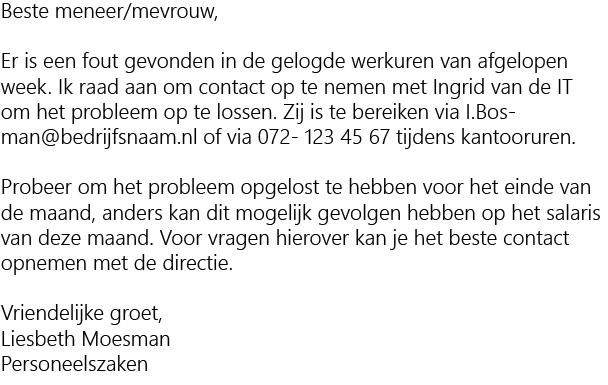 Beste meneer/mevrouw,
Er is een fout gevonden in de gelogde werkuren van afgelopen
week. Ik raad aan om contact op te nemen met Ingrid van de IT
om het probleem op te lossen. Zij is te bereiken via I.Bos-
man@bedrijfsnaam.nl of via 072- 123 45 67 tijdens kantooruren.
Probeer om het probleem opgelost te hebben voor het einde van
de maand, anders kan dit mogelijk gevolgen hebben op het salaris
van deze maand. Voor vragen hierover kan je het beste contact
opnemen met de directie.
Vriendelijke groet,
Liesbeth Moesman
Personeelszaken